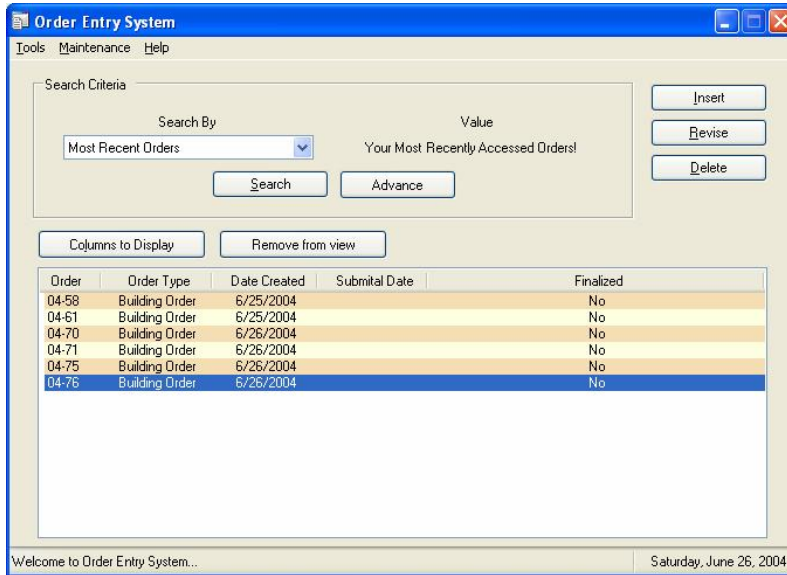 Order Entry System
Tools Maintenance Help
Search Criteria
Search By Value
Most Recent Orders Your Most Recently Accessed Orders!
Search Advance
Insert
Revise
Delete
Columns to Display Remove from view
Order Order Type Date Created Submital Date Finalized
04-58 Building Order 6/25/2004 No
04-61 Building Order 6/25/2004 No
04-70 Building Order 6/26/2004 No
04-71 Building Order 6/26/2004 No
04-75 Building Order 6/26/2004 No
04-76 Building Order 6/26/2004 No
Welcome to Order Entry System... Saturday, June 26, 2004